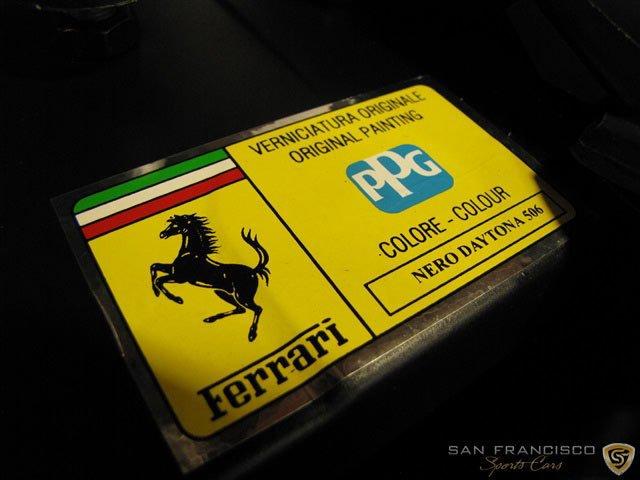 VERNICIATURA ORIGINALE
ORIGINAL PAINTING
PPG
COLORE - COLOUR
NERO DAYTONA 506
Ferrari
SAN FRANCISCO
Sports Cars